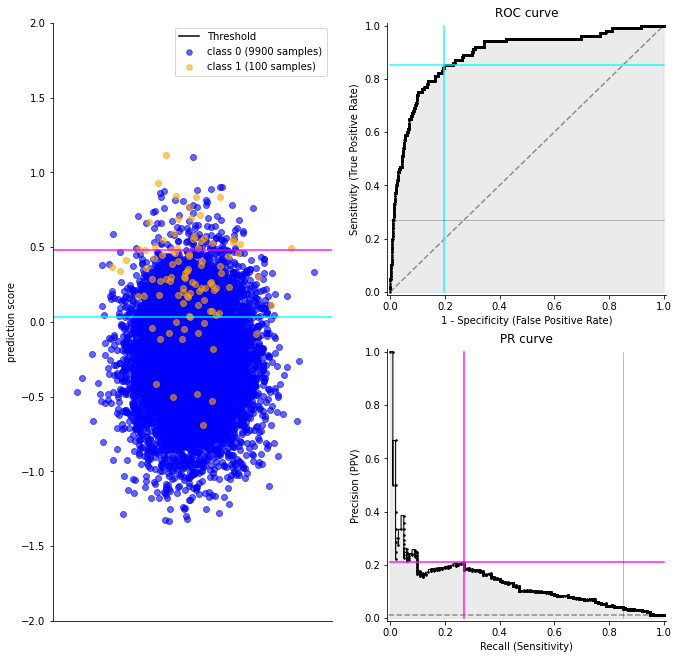 prediction score
2.0
1.5
1.0
0.5
0.0
−0.5
−1.0
−1.5
−2.0
Threshold
class 0 (9900 samples)
class 1 (100 samples)
ROC curve
Sensitivity (True Positive Rate)
1.0
0.8
0.6
0.4
0.2
0.0
0.0 0.2 0.4 0.6 0.8 1.0
1 - Specificity (False Positive Rate)
PR curve
Precision (PPV)
1.0
0.8
0.6
0.4
0.2
0.0
0.0 0.2 0.4 0.6 0.8 1.0
Recall (Sensitivity)